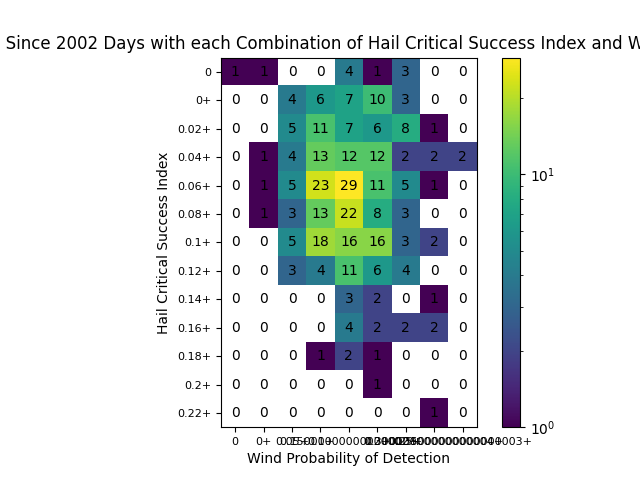 Since 2002 Days with each Combination of Hail Critical Success Index and W
0 1 1 0 0 4 1 3 0 0
0+ 0 0 4 6 7 10 3 0 0
0.02+ 0 0 5 11 7 6 8 1 0
0.04+ 0 1 4 13 12 12 2 2 2
0.06+ 0 1 5 23 29 11 5 1 0
0.08+ 0 1 3 13 22 8 3 0 0
0.1+ 0 0 5 18 16 16 3 2 0
0.12+ 0 0 3 4 11 6 4 0 0
0.14+ 0 0 0 0 3 2 0 1 0
0.16+ 0 0 0 0 4 2 2 2 0
0.18+ 0 0 0 1 2 1 0 0 0
0.2+ 0 0 0 0 0 1 0 0 0
0.22+ 0 0 0 0 0 0 0 1 0
0 0+
Wind Probability of Detection
Hail Critical Success Index
10^1
10^0